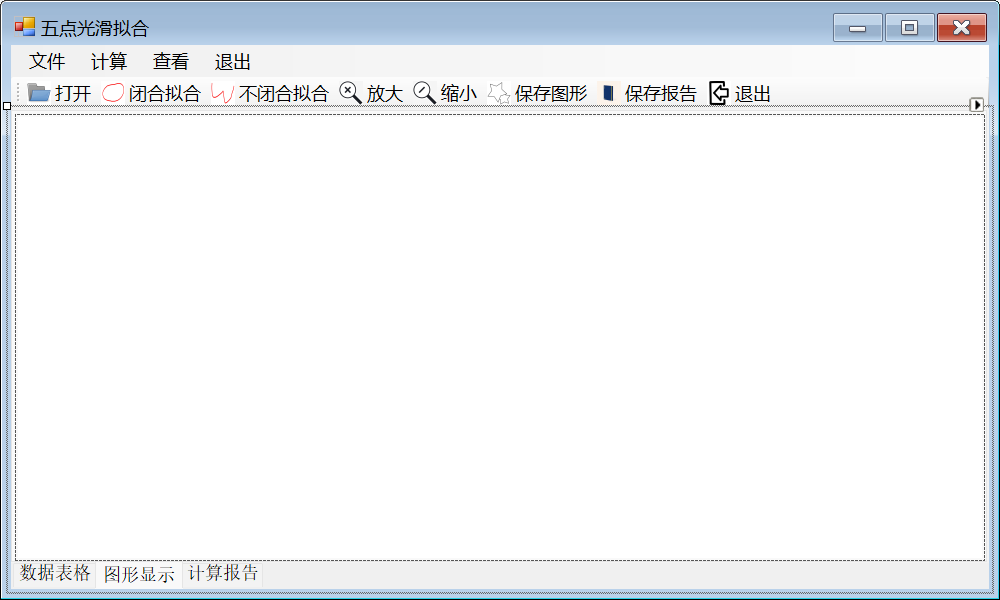 五点光滑拟合
文件 计算 查看 退出
打开 闭合拟合 不闭合拟合 放大 缩小 保存图形 保存报告 退出
数据表格 图形显示 计算报告